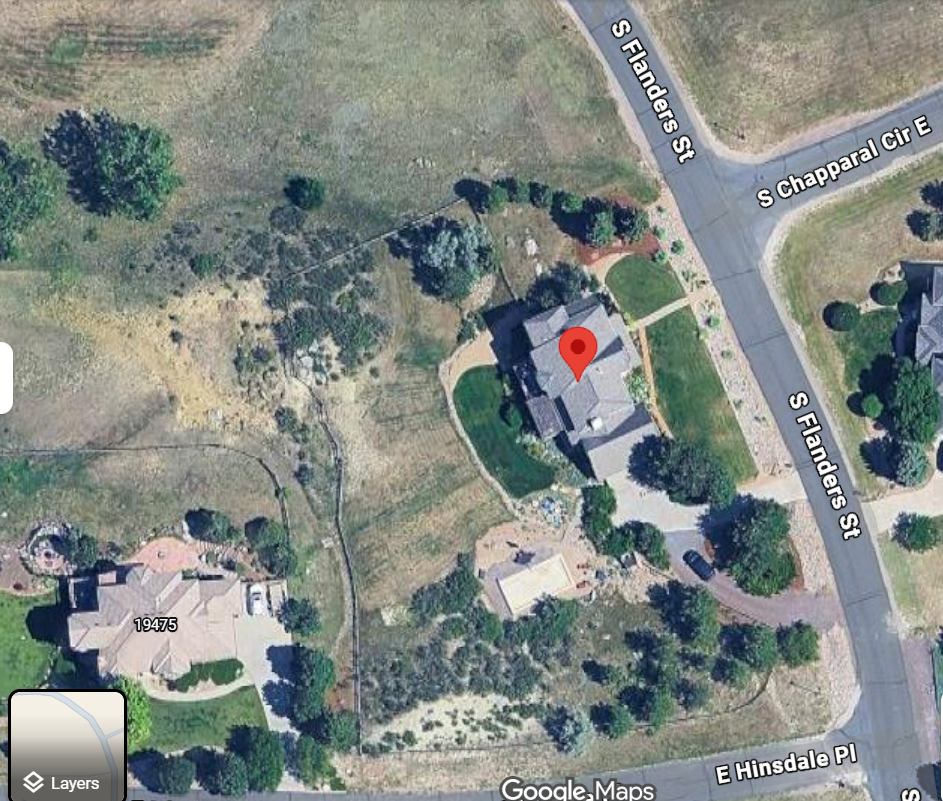 S Flanders St
S Chapparal Cir E
S Flanders St
19475
E Hinsdale Pl
Layers
Google Maps
S